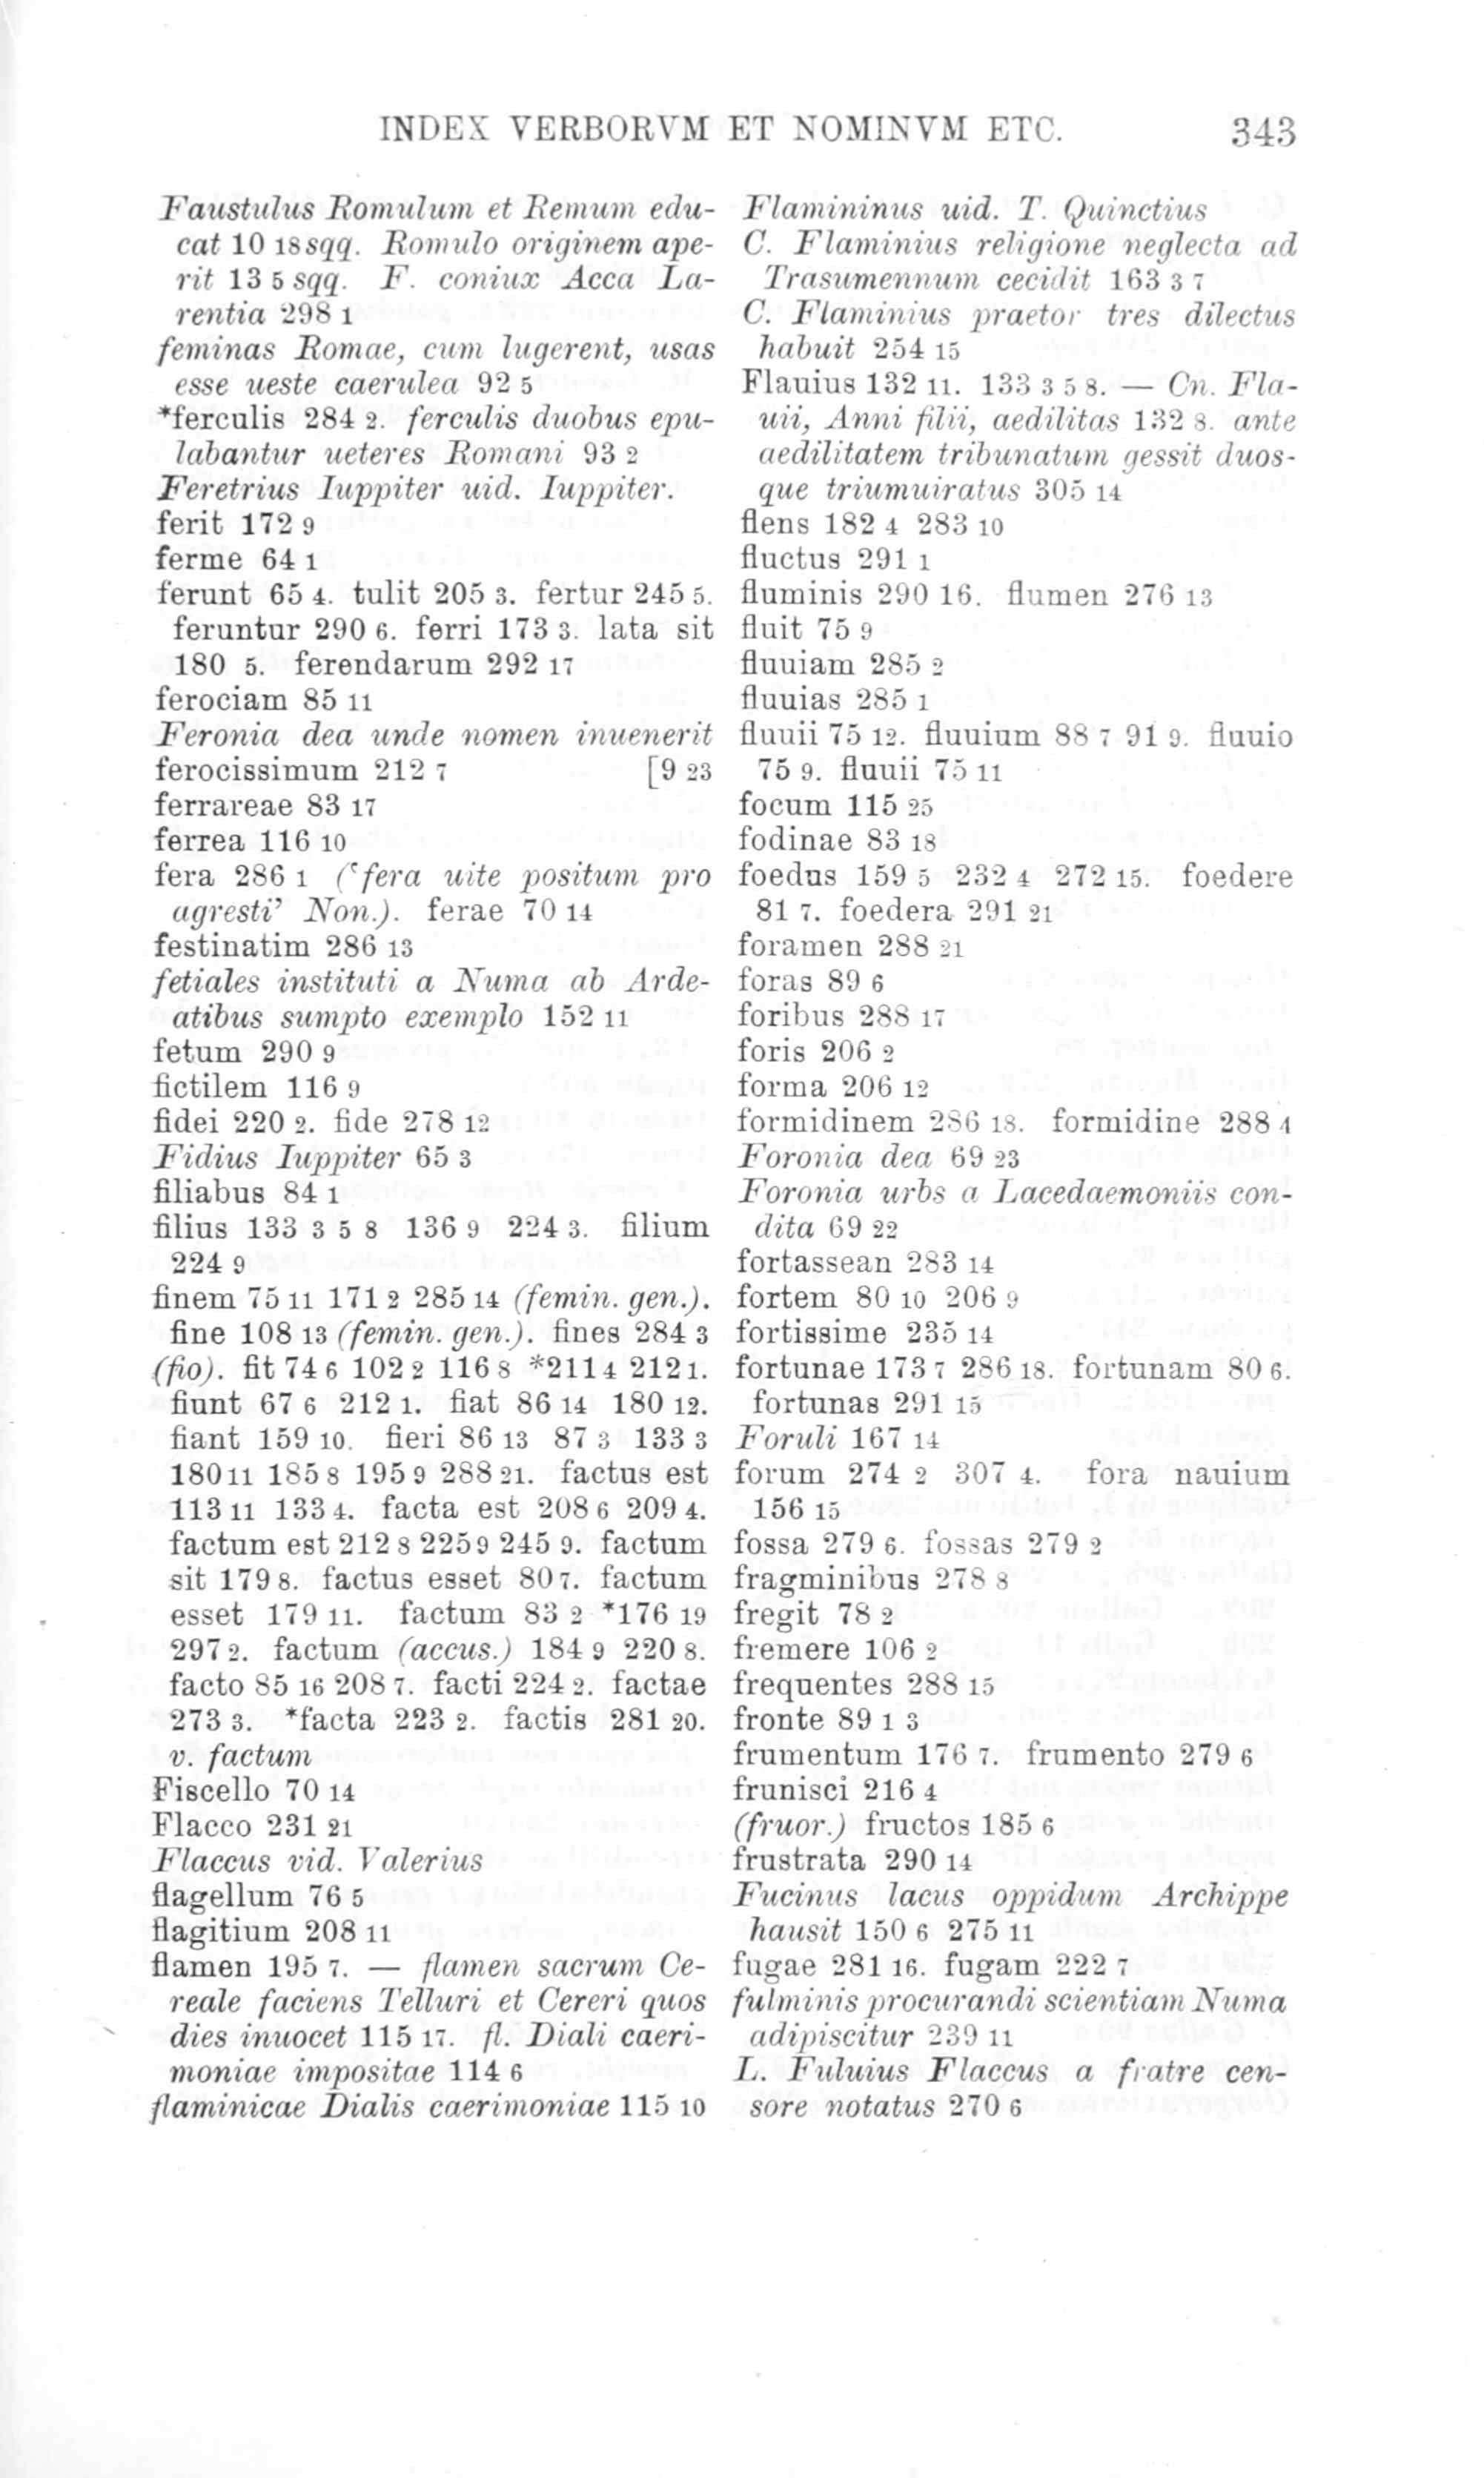 INDEX VERBORVM ET NOMINVM ETC. 343
Faustulus Romulum et Remum edu-
cat 10 18 sqq. Romulo originem ape-
rit 13 5 sqq. F. coniux Acca La-
rentia 298 1
feminas Romae, cum lugerent, usas
esse ueste caerulea 92 5
*ferculis 284 2. ferculis duobus epu-
labantur ueteres Romani 93 2
Feretrius Iuppiter uid. Iuppiter.
ferit 172 9
ferme 64 1
ferunt 65 4. tulit 205 3. fertur 245 5.
feruntur 290 6. ferri 173 3. lata sit
180 5. ferendarum 292 17
ferociam 85 11
Feronia dea unde nomen inuenerit
ferocissimum 212 7 [9 23
ferrareae 83 17
ferrea 116 10
fera 286 1 (‘fera uite positum pro
agresti’ Non.). ferae 70 14
festinatim 286 13
fetiales instituti a Numa ab Arde-
atibus sumpto exemplo 152 11
fetum 290 9
fictilem 116 9
fidei 220 2. fide 278 12
Fidius Iuppiter 65 3
filiabus 84 1
filius 133 3 5 8 136 9 224 3. filium
224 9
finem 75 11 171 2 285 14 (femin. gen.).
fine 108 13 (femin. gen.). fines 284 3
(fio). fit 74 6 102 2 116 8 *211 4 212 1.
fiunt 67 6 212 1. fiat 86 14 180 12.
fiant 159 10. fieri 86 13 87 3 133 3
180 11 185 8 195 9 288 21. factus est
113 11 133 4. facta est 208 6 209 4.
factum est 212 8 225 9 245 9. factum
sit 179 8. factus esset 80 7. factum
esset 179 11. factum 83 2 *176 19
297 2. factum (accus.) 184 9 220 8.
facto 85 16 208 7. facti 224 2. factae
273 3. *facta 223 2. factis 281 20.
v. factum
Fiscello 70 14
Flacco 231 21
Flaccus vid. Valerius
flagellum 76 5
flagitium 208 11
flamen 195 7. — flamen sacrum Ce-
reale faciens Telluri et Cereri quos
dies inuocet 115 17. fl. Diali caeri-
moniae impositae 114 6
flaminicae Dialis caerimoniae 115 10
Flamininus uid. T. Quinctius
C. Flaminius religione neglecta ad
Trasumennum cecidit 163 3 7
C. Flaminius praetor tres dilectus
habuit 254 15
Flauius 132 11. 133 3 5 8. — Cn. Fla-
uii, Anni filii, aedilitas 132 8. ante
aedilitatem tribunatum gessit duos-
que triumuiratus 305 14
flens 182 4 283 10
fluctus 291 1
fluminis 290 16. flumen 276 13
fluit 75 9
fluuiam 285 2
fluuias 285 1
fluuii 75 12. fluuium 88 7 91 9. fluuio
75 9. fluuii 75 11
focum 115 25
fodinae 83 18
foedus 159 5 232 4 272 15. foedere
81 7. foedera 291 21
foramen 288 21
foras 89 6
foribus 288 17
foris 206 2
forma 206 12
formidinem 286 18. formidine 288 4
Foronia dea 69 23
Foronia urbs a Lacedaemoniis con-
dita 69 22
fortassean 283 14
fortem 80 10 206 9
fortissime 235 14
fortunae 173 7 286 18. fortunam 80 6.
fortunas 291 15
Foruli 167 14
forum 274 2 307 4. fora nauium
156 15
fossa 279 6. fossas 279 2
fragminibus 278 8
fregit 78 2
fremere 106 2
frequentes 288 15
fronte 89 1 3
frumentum 176 7. frumento 279 6
frunisci 216 4
(fruor.) fructos 185 6
frustrata 290 14
Fucinus lacus oppidum Archippe
hausit 150 6 275 11
fugae 281 16. fugam 222 7
fulminis procurandi scientiam Numa
adipiscitur 239 11
L. Fuluius Flaccus a fratre cen-
sore notatus 270 6